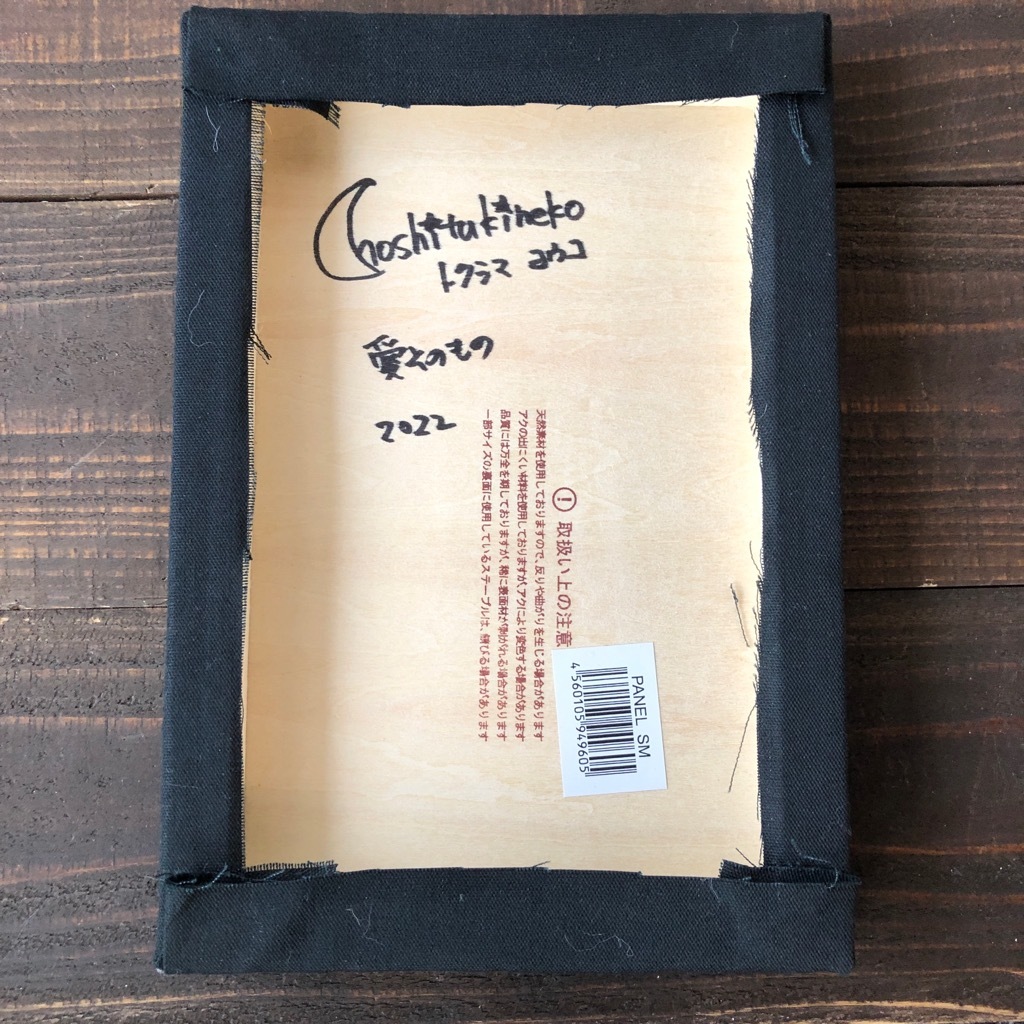 hoshitukineko
トクラマ ヨウコ
愛そのもの
2022
! 取扱い上の注意
天然素材を使用しておりますので、反りや曲がりを生じる場合があります
アクの出にくい材料を使用しておりますが、アクにより変色する場合があります
品質には万全を期しておりますが、稀に表面材が剥がれる場合があります
一部サイズの裏面に使用しているステープルは、錆びる場合があります
PANEL SM
4560105949605